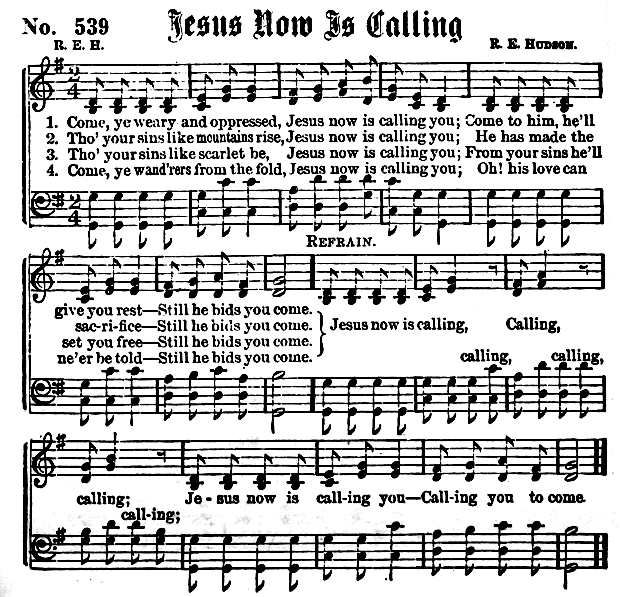 No. 539 Jesus Now Is Calling
R. E. H. R. E. HUDSON.
2 4
1. Come, ye weary and oppressed, Jesus now is calling you; Come to him, he'll
2. Tho' your sins like mountains rise, Jesus now is calling you; He has made the
3. Tho' your sins like scarlet be, Jesus now is calling you; From your sins he'll
4. Come, ye wand'rers from the fold, Jesus now is calling you; Oh! his love can
2 4
REFRAIN.
give you rest—Still he bids you come.
sac-ri-fice—Still he bids you come. Jesus now is calling, Calling,
set you free—Still he bids you come.
ne'er be told—Still he bids you come. calling, calling,
calling; Je-sus now is call-ing you—Call-ing you to come.
call-ing;